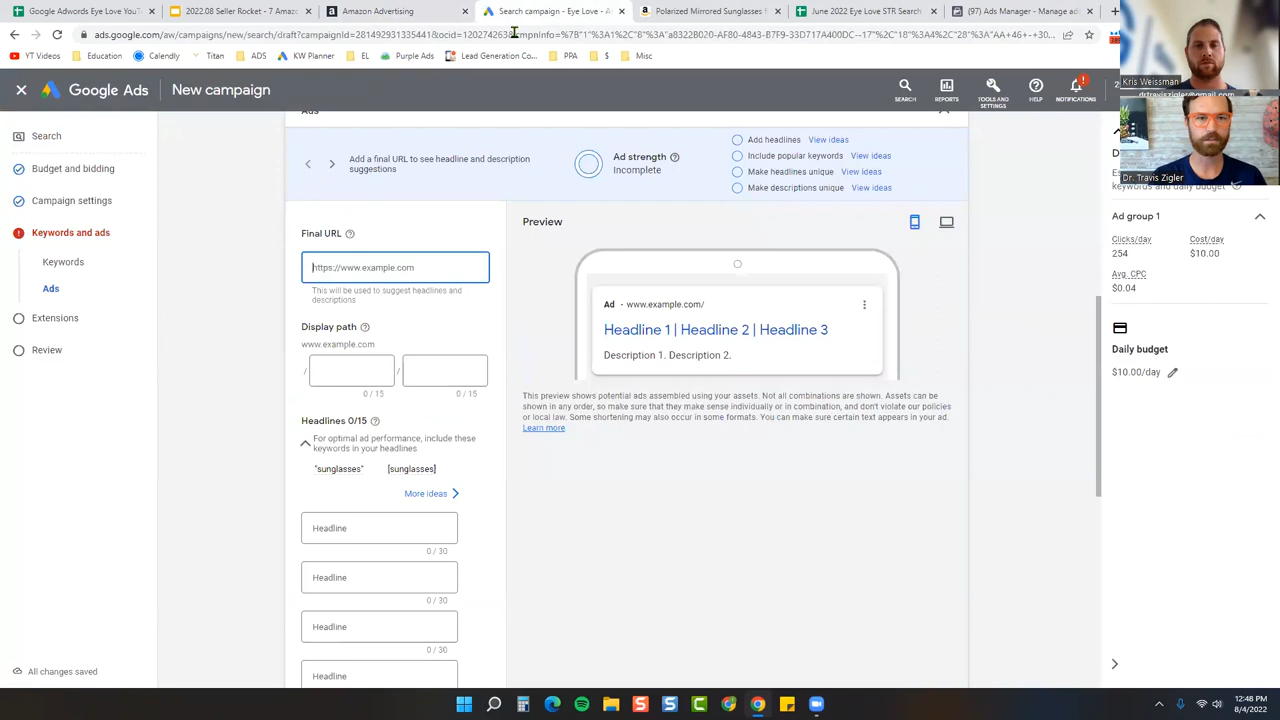 Google Adwords Eye Love YouT
2022.08 Seller Rocket - 7 Amaz
Amazon Advertising
Search campaign - Eye Love - A
Polarized Mirrored Sunglasses f
June 2022 Eye Love STR Search
(97) Ads Manager - Manage ad
YT Videos
Education
Calendly
Titan
ADS
KW Planner
EL
Purple Ads
Lead Generation Co...
PPA
$
Misc
Google Ads
New campaign
SEARCH
REPORTS
TOOLS AND SETTINGS
HELP
NOTIFICATIONS
Kris Weissman
drtraviszigler@gmail.com
Dr. Travis Zigler
Search
Budget and bidding
Campaign settings
Keywords and ads
Keywords
Ads
Extensions
Review
All changes saved
Ads
Add a final URL to see headline and description
suggestions
Ad strength
Incomplete
Add headlines View ideas
Include popular keywords View ideas
Make headlines unique View ideas
Make descriptions unique View ideas
Final URL
https://www.example.com
This will be used to suggest headlines and
descriptions
Display path
www.example.com
/ /
0 / 15 0 / 15
Headlines 0/15
For optimal ad performance, include these
keywords in your headlines
"sunglasses" [sunglasses]
More ideas
Headline
0 / 30
Headline
0 / 30
Headline
0 / 30
Headline
Preview
Ad · www.example.com/
Headline 1 | Headline 2 | Headline 3
Description 1. Description 2.
This preview shows potential ads assembled using your assets. Not all combinations are shown. Assets can be
shown in any order, so make sure that they make sense individually or in combination, and don't violate our policies
or local law. Some shortening may also occur in some formats. You can make sure certain text appears in your ad.
Learn more
keywords and daily budget
Ad group 1
Clicks/day Cost/day
254 $10.00
Avg. CPC
$0.04
Daily budget
$10.00/day
12:48 PM
8/4/2022